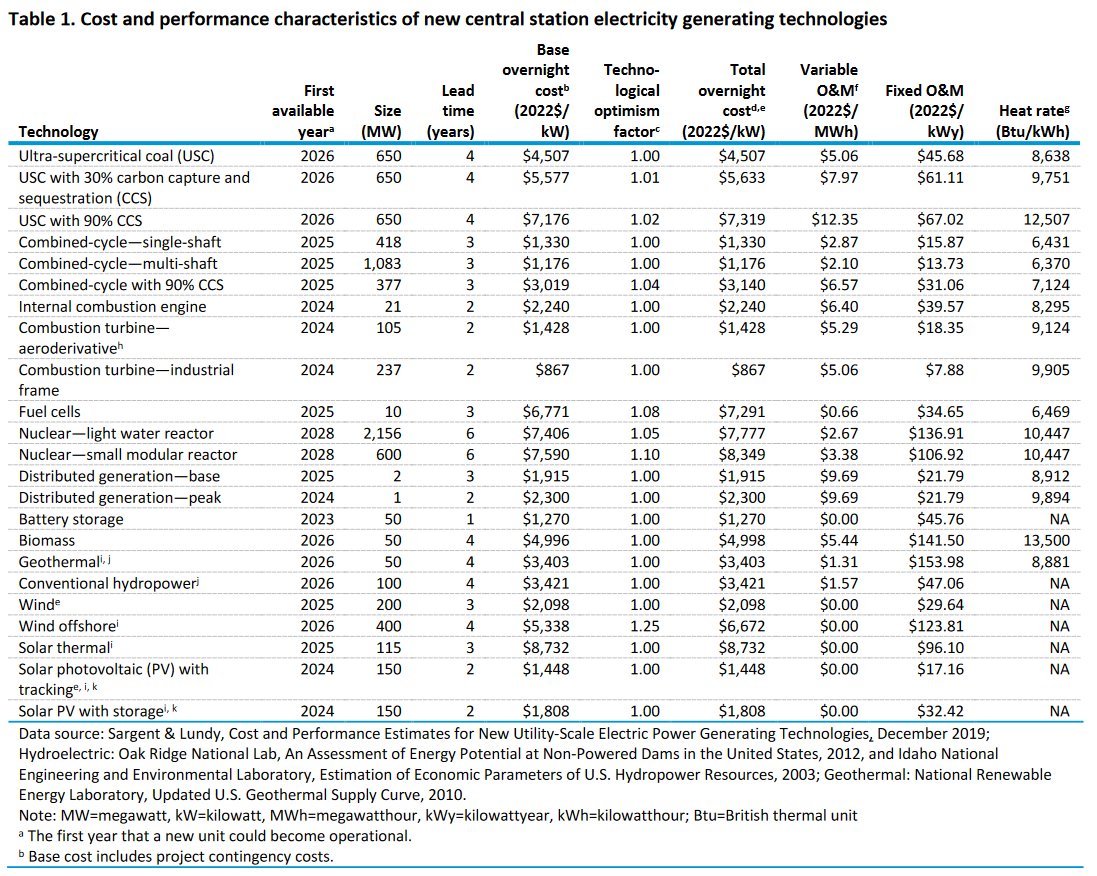 Table 1. Cost and performance characteristics of new central station electricity generating technologies
Base
overnight Techno- Total Variable
First Lead costᵇ logical overnight O&Mᶠ Fixed O&M
available Size time (2022$/ optimism costᵈ,ᵉ (2022$/ (2022$/ Heat rateᵍ
Technology yearᵃ (MW) (years) kW) factorᶜ (2022$/kW) MWh) kWy) (Btu/kWh)
Ultra-supercritical coal (USC) 2026 650 4 $4,507 1.00 $4,507 $5.06 $45.68 8,638
USC with 30% carbon capture and 2026 650 4 $5,577 1.01 $5,633 $7.97 $61.11 9,751
sequestration (CCS)
USC with 90% CCS 2026 650 4 $7,176 1.02 $7,319 $12.35 $67.02 12,507
Combined-cycle—single-shaft 2025 418 3 $1,330 1.00 $1,330 $2.87 $15.87 6,431
Combined-cycle—multi-shaft 2025 1,083 3 $1,176 1.00 $1,176 $2.10 $13.73 6,370
Combined-cycle with 90% CCS 2025 377 3 $3,019 1.04 $3,140 $6.57 $31.06 7,124
Internal combustion engine 2024 21 2 $2,240 1.00 $2,240 $6.40 $39.57 8,295
Combustion turbine— 2024 105 2 $1,428 1.00 $1,428 $5.29 $18.35 9,124
aeroderivativeʰ
Combustion turbine—industrial 2024 237 2 $867 1.00 $867 $5.06 $7.88 9,905
frame
Fuel cells 2025 10 3 $6,771 1.08 $7,291 $0.66 $34.65 6,469
Nuclear—light water reactor 2028 2,156 6 $7,406 1.05 $7,777 $2.67 $136.91 10,447
Nuclear—small modular reactor 2028 600 6 $7,590 1.10 $8,349 $3.38 $106.92 10,447
Distributed generation—base 2025 2 3 $1,915 1.00 $1,915 $9.69 $21.79 8,912
Distributed generation—peak 2024 1 2 $2,300 1.00 $2,300 $9.69 $21.79 9,894
Battery storage 2023 50 1 $1,270 1.00 $1,270 $0.00 $45.76 NA
Biomass 2026 50 4 $4,996 1.00 $4,998 $5.44 $141.50 13,500
Geothermalⁱ, ʲ 2026 50 4 $3,403 1.00 $3,403 $1.31 $153.98 8,881
Conventional hydropowerʲ 2026 100 4 $3,421 1.00 $3,421 $1.57 $47.06 NA
Windᵉ 2025 200 3 $2,098 1.00 $2,098 $0.00 $29.64 NA
Wind offshoreⁱ 2026 400 4 $5,338 1.25 $6,672 $0.00 $123.81 NA
Solar thermalⁱ 2025 115 3 $8,732 1.00 $8,732 $0.00 $96.10 NA
Solar photovoltaic (PV) with 2024 150 2 $1,448 1.00 $1,448 $0.00 $17.16 NA
trackingᵉ, ⁱ, ᵏ
Solar PV with storageⁱ, ᵏ 2024 150 2 $1,808 1.00 $1,808 $0.00 $32.42 NA
Data source: Sargent & Lundy, Cost and Performance Estimates for New Utility-Scale Electric Power Generating Technologies, December 2019;
Hydroelectric: Oak Ridge National Lab, An Assessment of Energy Potential at Non-Powered Dams in the United States, 2012, and Idaho National
Engineering and Environmental Laboratory, Estimation of Economic Parameters of U.S. Hydropower Resources, 2003; Geothermal: National Renewable
Energy Laboratory, Updated U.S. Geothermal Supply Curve, 2010.
Note: MW=megawatt, kW=kilowatt, MWh=megawatthour, kWy=kilowattyear, kWh=kilowatthour; Btu=British thermal unit
ᵃ The first year that a new unit could become operational.
ᵇ Base cost includes project contingency costs.